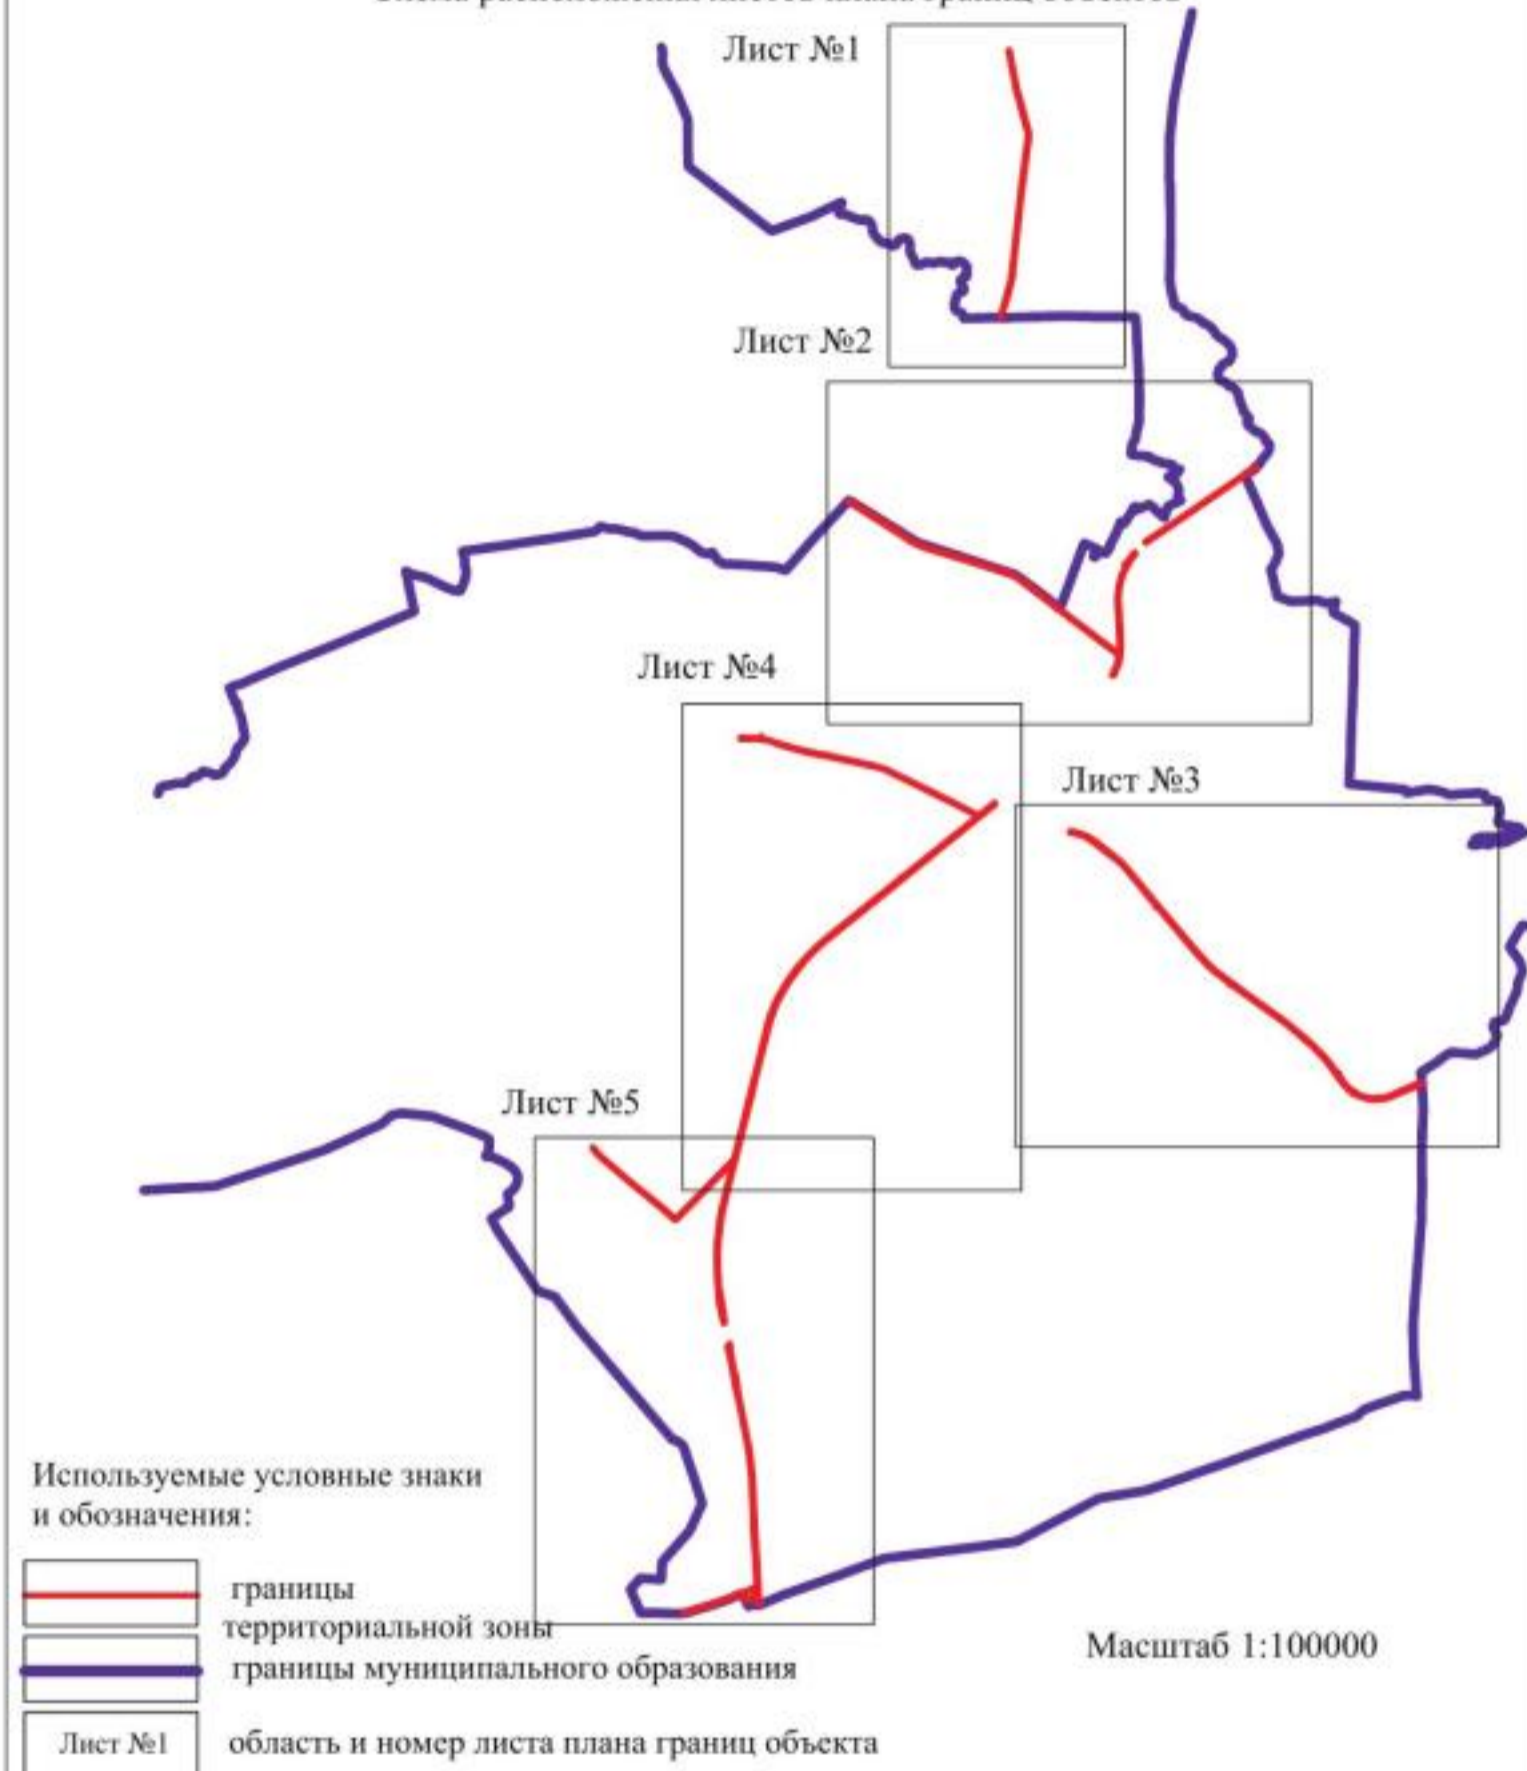 Лист №1
Лист №2
Лист №4
Лист №3
Лист №5
Используемые условные знаки
и обозначения:
границы
территориальной зоны
границы муниципального образования
Лист №1 область и номер листа плана границ объекта
Масштаб 1:100000